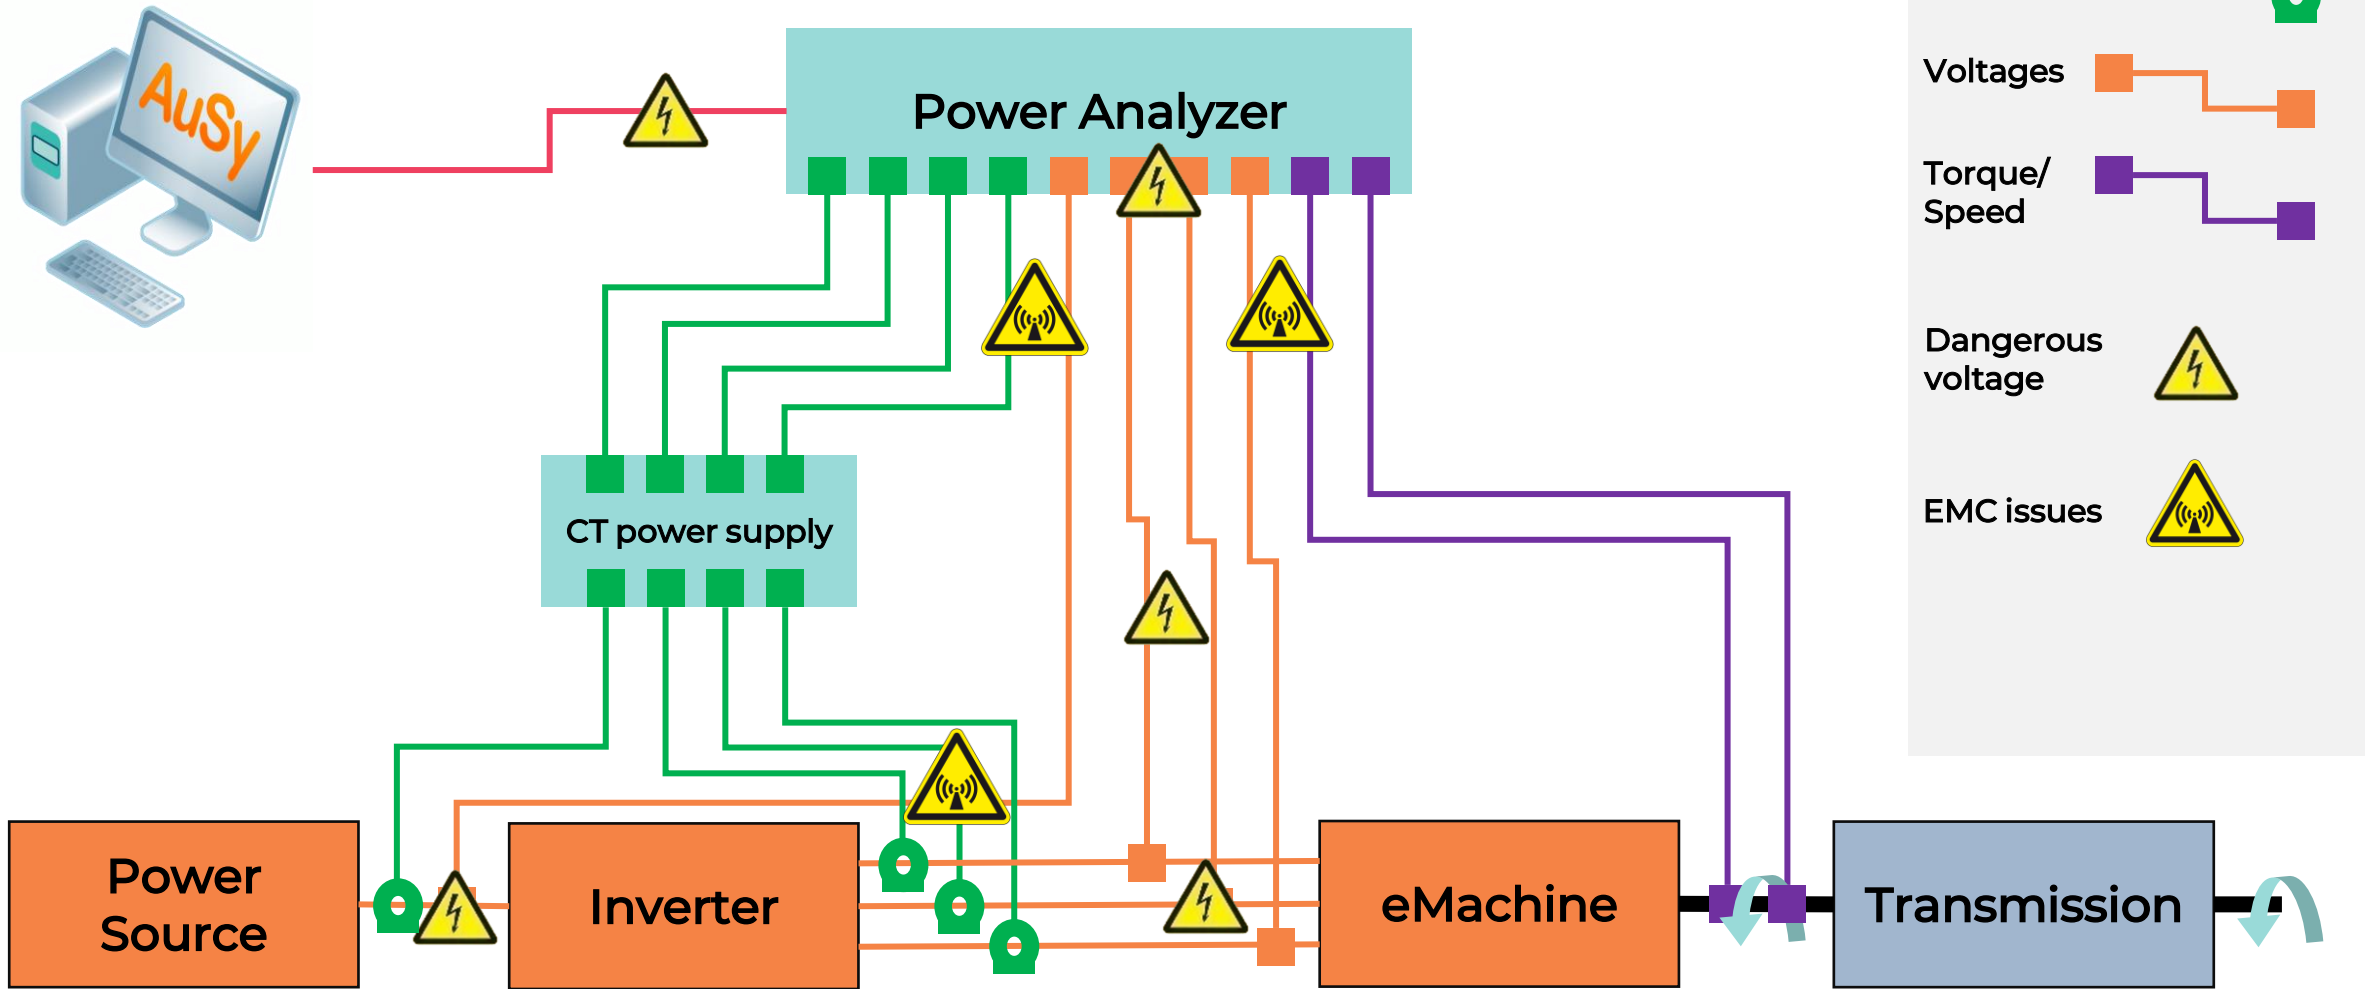 AuSy
Power Analyzer
Voltages
Torque/
Speed
Dangerous
voltage
EMC issues
CT power supply
Power
Source
Inverter
eMachine
Transmission